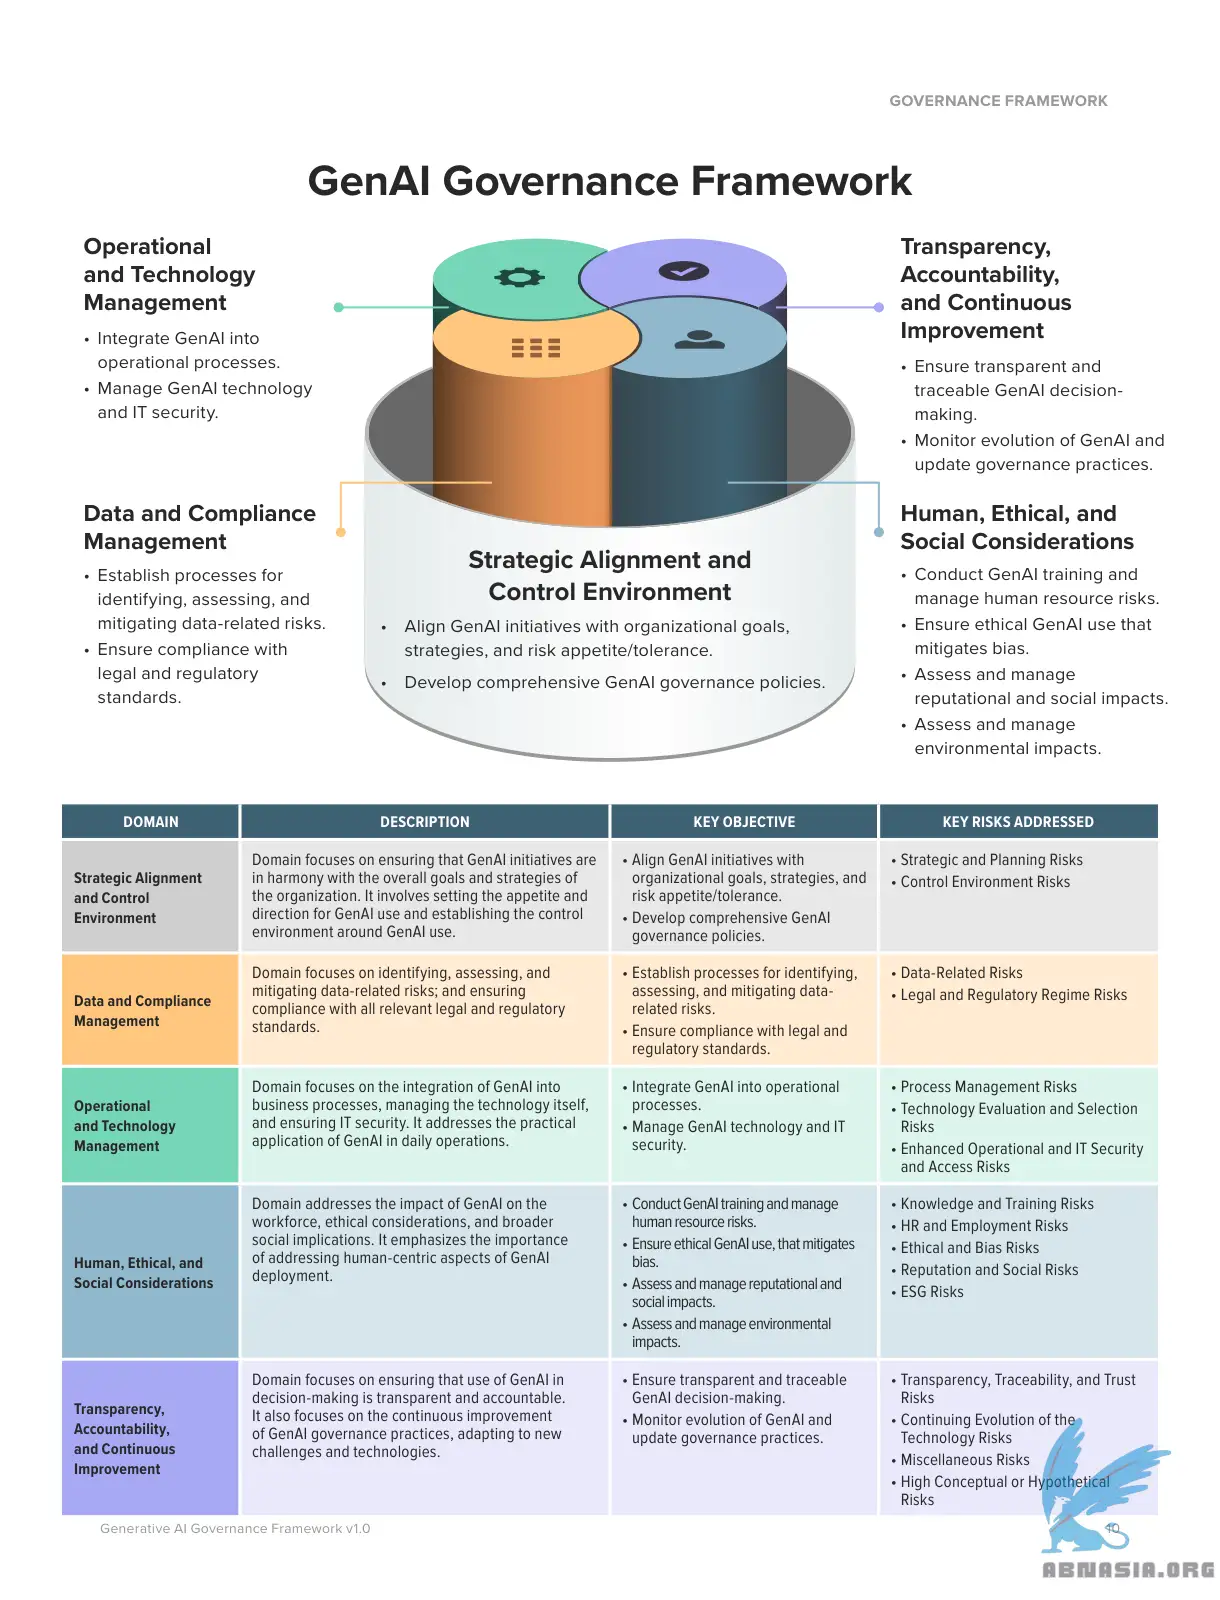 GOVERNANCE FRAMEWORK
GenAI Governance Framework
Operational
and Technology
Management
• Integrate GenAI into
operational processes.
• Manage GenAI technology
and IT security.
Data and Compliance
Management
• Establish processes for
identifying, assessing, and
mitigating data-related risks.
• Ensure compliance with
legal and regulatory
standards.
Strategic Alignment and
Control Environment
• Align GenAI initiatives with organizational goals,
strategies, and risk appetite/tolerance.
• Develop comprehensive GenAI governance policies.
Transparency,
Accountability,
and Continuous
Improvement
• Ensure transparent and
traceable GenAI decision-
making.
• Monitor evolution of GenAI and
update governance practices.
Human, Ethical, and
Social Considerations
• Conduct GenAI training and
manage human resource risks.
• Ensure ethical GenAI use that
mitigates bias.
• Assess and manage
reputational and social impacts.
• Assess and manage
environmental impacts.
DOMAIN
DESCRIPTION
KEY OBJECTIVE
KEY RISKS ADDRESSED
Strategic Alignment
and Control
Environment
Domain focuses on ensuring that GenAI initiatives are
in harmony with the overall goals and strategies of
the organization. It involves setting the appetite and
direction for GenAI use and establishing the control
environment around GenAI use.
• Align GenAI initiatives with
organizational goals, strategies, and
risk appetite/tolerance.
• Develop comprehensive GenAI
governance policies.
• Strategic and Planning Risks
• Control Environment Risks
Data and Compliance
Management
Domain focuses on identifying, assessing, and
mitigating data-related risks; and ensuring
compliance with all relevant legal and regulatory
standards.
• Establish processes for identifying,
assessing, and mitigating data-
related risks.
• Ensure compliance with legal and
regulatory standards.
• Data-Related Risks
• Legal and Regulatory Regime Risks
Operational
and Technology
Management
Domain focuses on the integration of GenAI into
business processes, managing the technology itself,
and ensuring IT security. It addresses the practical
application of GenAI in daily operations.
• Integrate GenAI into operational
processes.
• Manage GenAI technology and IT
security.
• Process Management Risks
• Technology Evaluation and Selection
Risks
• Enhanced Operational and IT Security
and Access Risks
Human, Ethical, and
Social Considerations
Domain addresses the impact of GenAI on the
workforce, ethical considerations, and broader
social implications. It emphasizes the importance
of addressing human-centric aspects of GenAI
deployment.
• Conduct GenAI training and manage
human resource risks.
• Ensure ethical GenAI use, that mitigates
bias.
• Assess and manage reputational and
social impacts.
• Assess and manage environmental
impacts.
• Knowledge and Training Risks
• HR and Employment Risks
• Ethical and Bias Risks
• Reputation and Social Risks
• ESG Risks
Transparency,
Accountability,
and Continuous
Improvement
Domain focuses on ensuring that use of GenAI in
decision-making is transparent and accountable.
It also focuses on the continuous improvement
of GenAI governance practices, adapting to new
challenges and technologies.
• Ensure transparent and traceable
GenAI decision-making.
• Monitor evolution of GenAI and
update governance practices.
• Transparency, Traceability, and Trust
Risks
• Continuing Evolution of the
Technology Risks
• Miscellaneous Risks
• High Conceptual or Hypothetical
Risks
Generative AI Governance Framework v1.0
10
ABNASIA.ORG